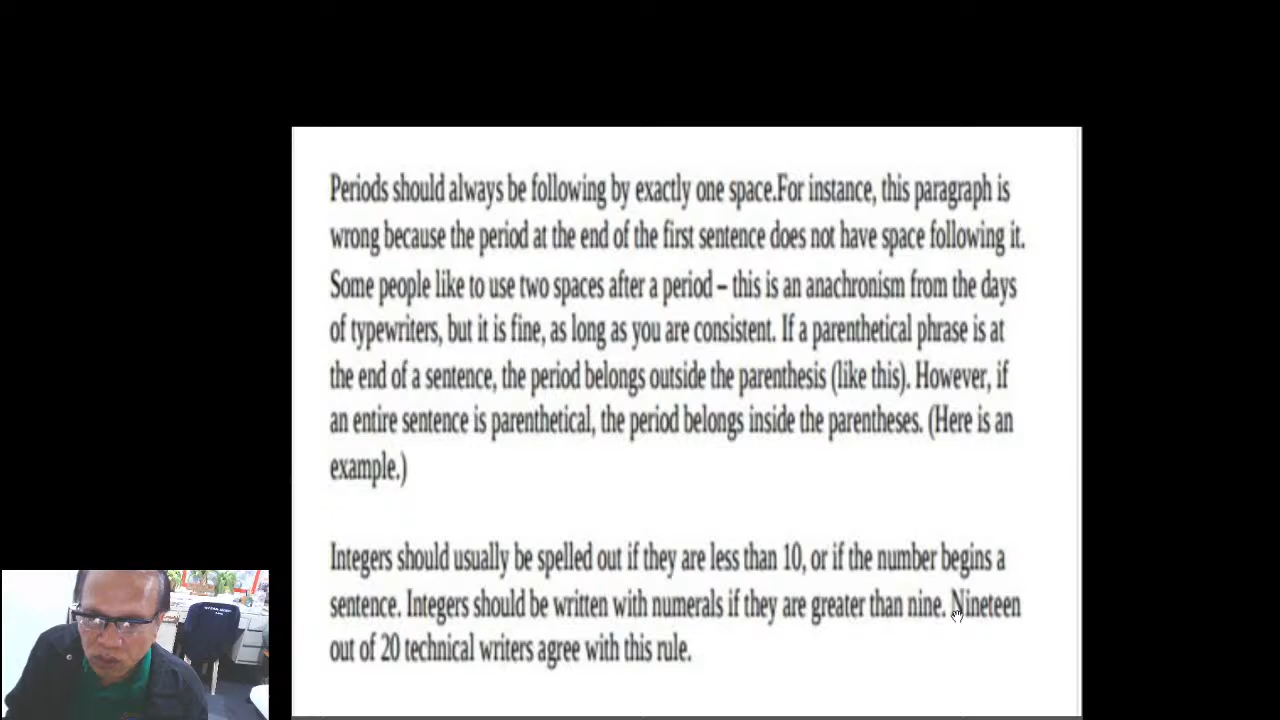 Periods should always be following by exactly one space.For instance, this paragraph is
wrong because the period at the end of the first sentence does not have space following it.
Some people like to use two spaces after a period – this is an anachronism from the days
of typewriters, but it is fine, as long as you are consistent. If a parenthetical phrase is at
the end of a sentence, the period belongs outside the parenthesis (like this). However, if
an entire sentence is parenthetical, the period belongs inside the parentheses. (Here is an
example.)
Integers should usually be spelled out if they are less than 10, or if the number begins a
sentence. Integers should be written with numerals if they are greater than nine. Nineteen
out of 20 technical writers agree with this rule.